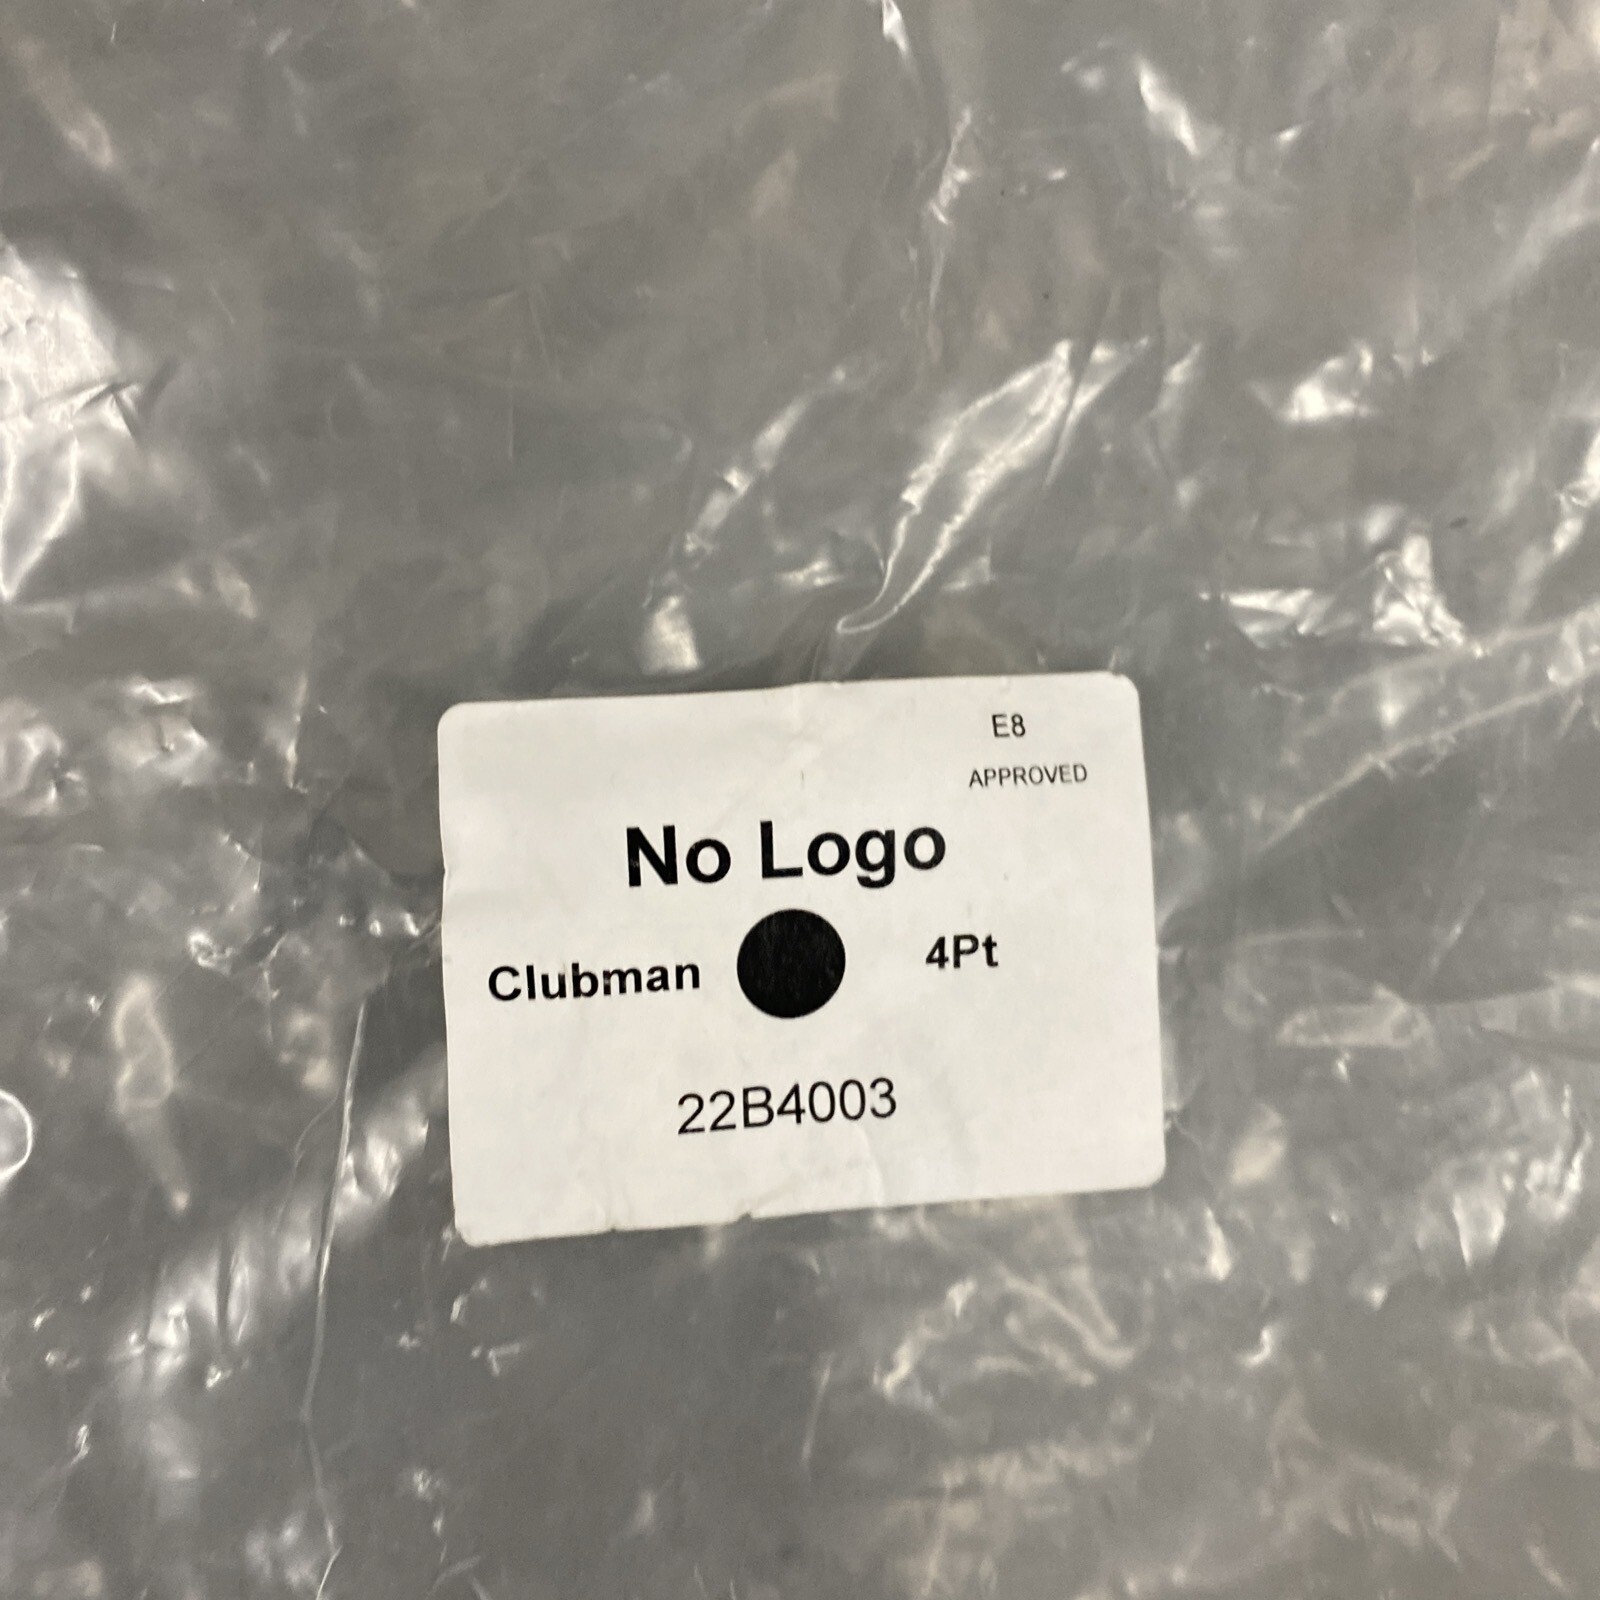 E8
APPROVED
No Logo
Clubman 4Pt
22B4003